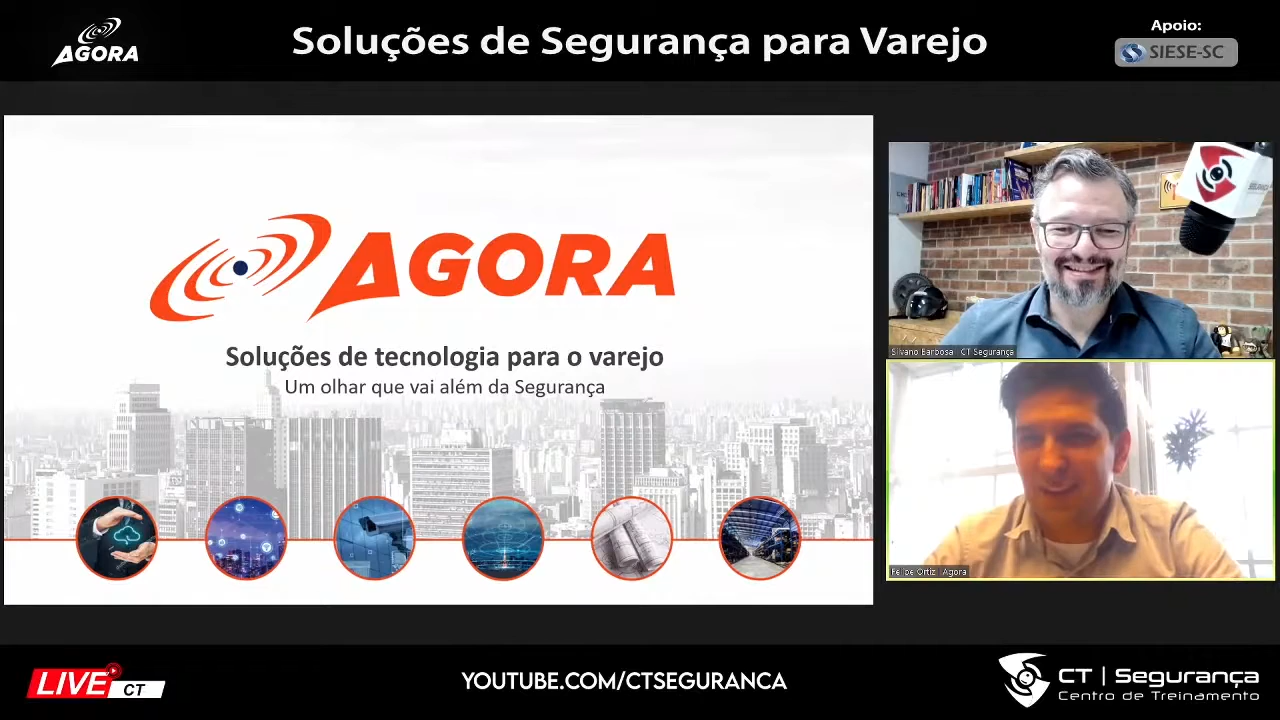 AGORA
Soluções de Segurança para Varejo
Apoio:
SIESE-SC
AGORA
Soluções de tecnologia para o varejo
Um olhar que vai além da Segurança
Silvano Barbosa - CT Segurança
Felipe Ortiz - Agora
LIVE CT
YOUTUBE.COM/CTSEGURANCA
CT | Segurança
Centro de Treinamento